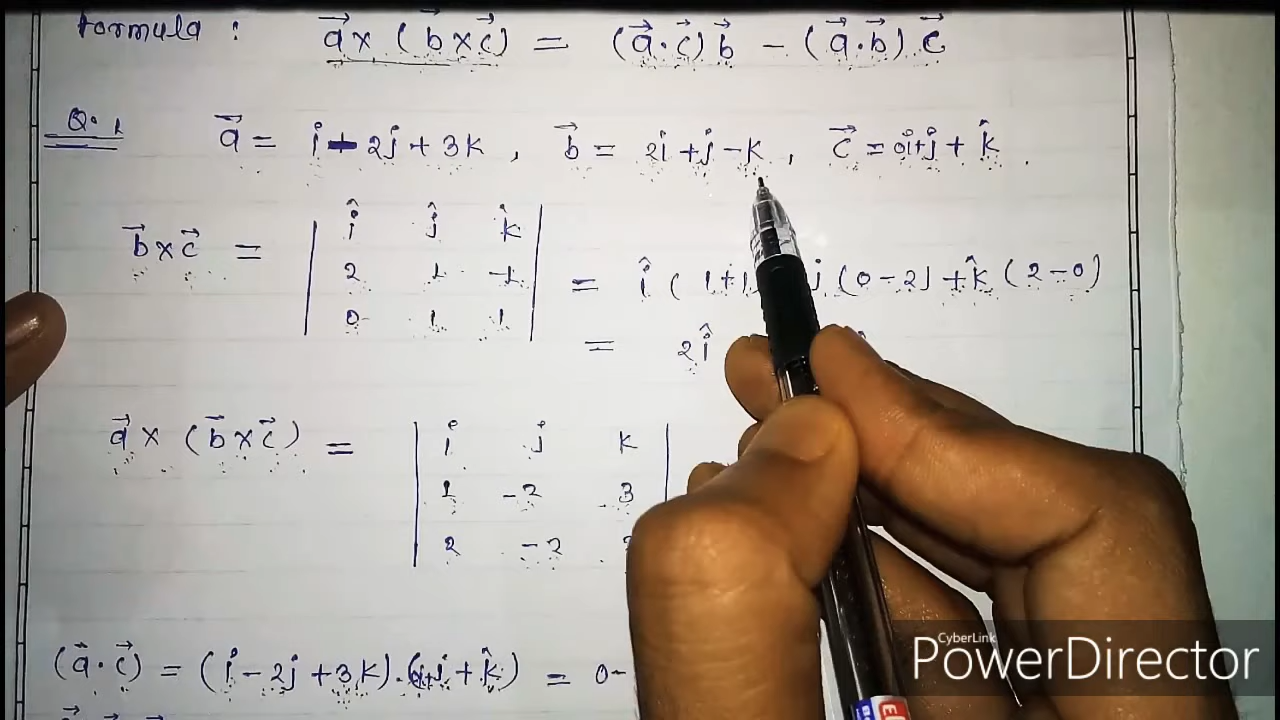 Formula : a⃗ × ( b⃗ × c⃗ ) = ( a⃗ · c⃗ ) b⃗ − ( a⃗ · b⃗ ) c⃗
Q. 1 a⃗ = i − 2j + 3k , b⃗ = 2i + j − k , c⃗ = 0i + j + k̂ .
b⃗ × c⃗ = | î ĵ k̂ |
| 2 1 −1 | = î ( 1+1 j ( 0 − 2 ) + k̂ ( 2 − 0 )
| 0 1 1 |
= 2î
a⃗ × ( b⃗ × c⃗ ) = | i j k |
| 1 −2 3 |
| 2 −2
( a⃗ · c⃗ ) = ( i − 2j + 3k ) · ( 0i + j + k̂ ) = 0 −
CyberLink
PowerDirector